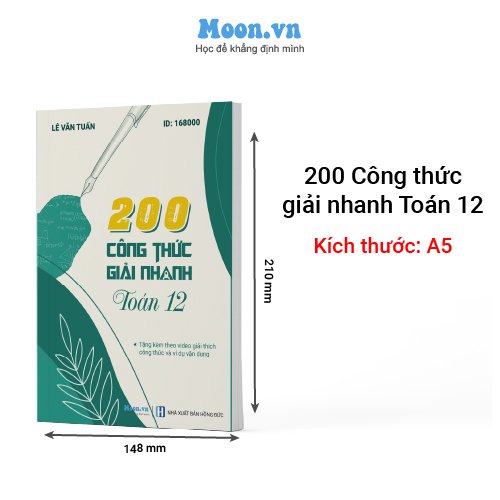 Moon.vn
Học để khẳng định mình
LÊ VĂN TUẤN
ID: 168000
200
CÔNG THỨC
GIẢI NHANH
Toán 12
Tặng kèm theo video giải thích
công thức và ví dụ vận dụng
Moon.vn
NHÀ XUẤT BẢN HỒNG ĐỨC
148 mm
210 mm
200 Công thức
giải nhanh Toán 12
Kích thước: A5